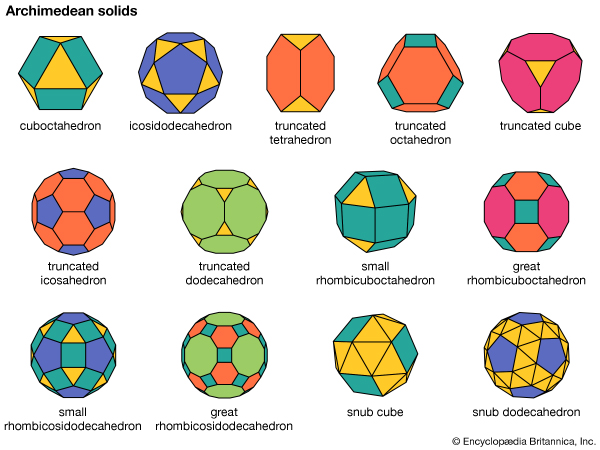 Archimedean solids
cuboctahedron
icosidodecahedron
truncated
tetrahedron
truncated
octahedron
truncated cube
truncated
icosahedron
truncated
dodecahedron
small
rhombicuboctahedron
great
rhombicuboctahedron
small
rhombicosidodecahedron
great
rhombicosidodecahedron
snub cube
snub dodecahedron
© Encyclopædia Britannica, Inc.